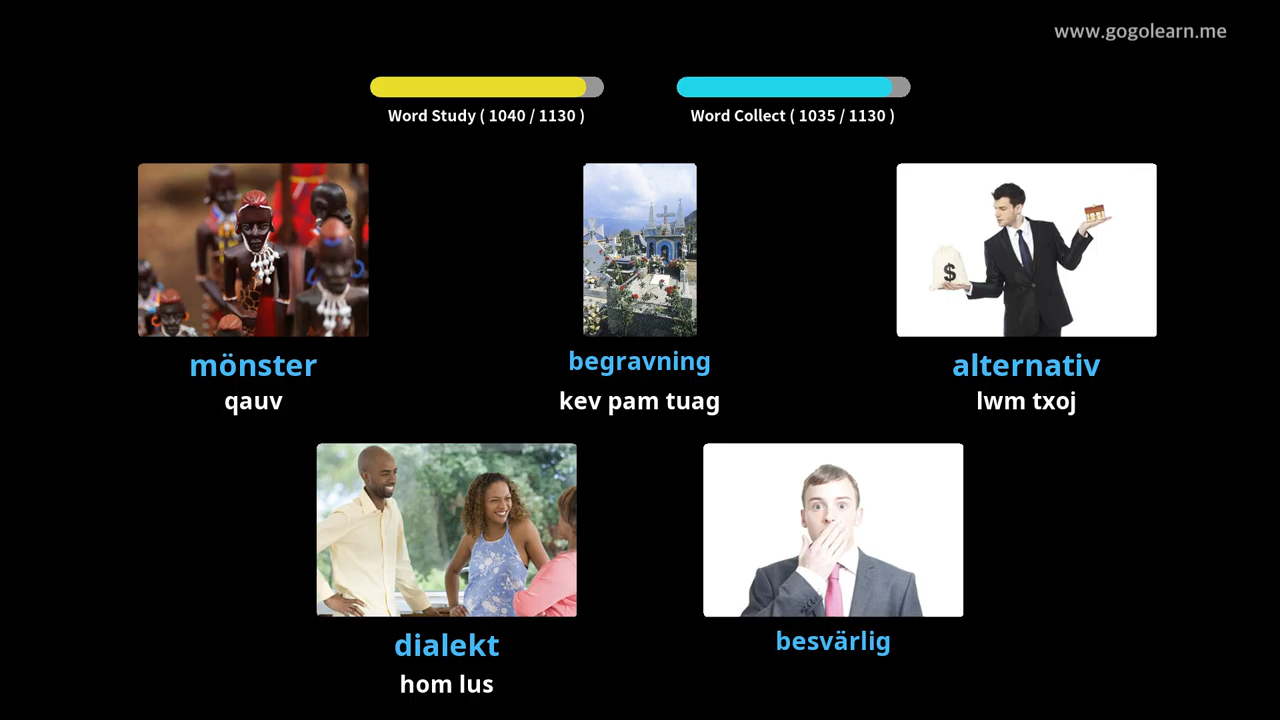 www.gogolearn.me
Word Study ( 1040 / 1130 )
Word Collect ( 1035 / 1130 )
mönster
qauv
begravning
kev pam tuag
alternativ
lwm txoj
dialekt
hom lus
besvärlig
$